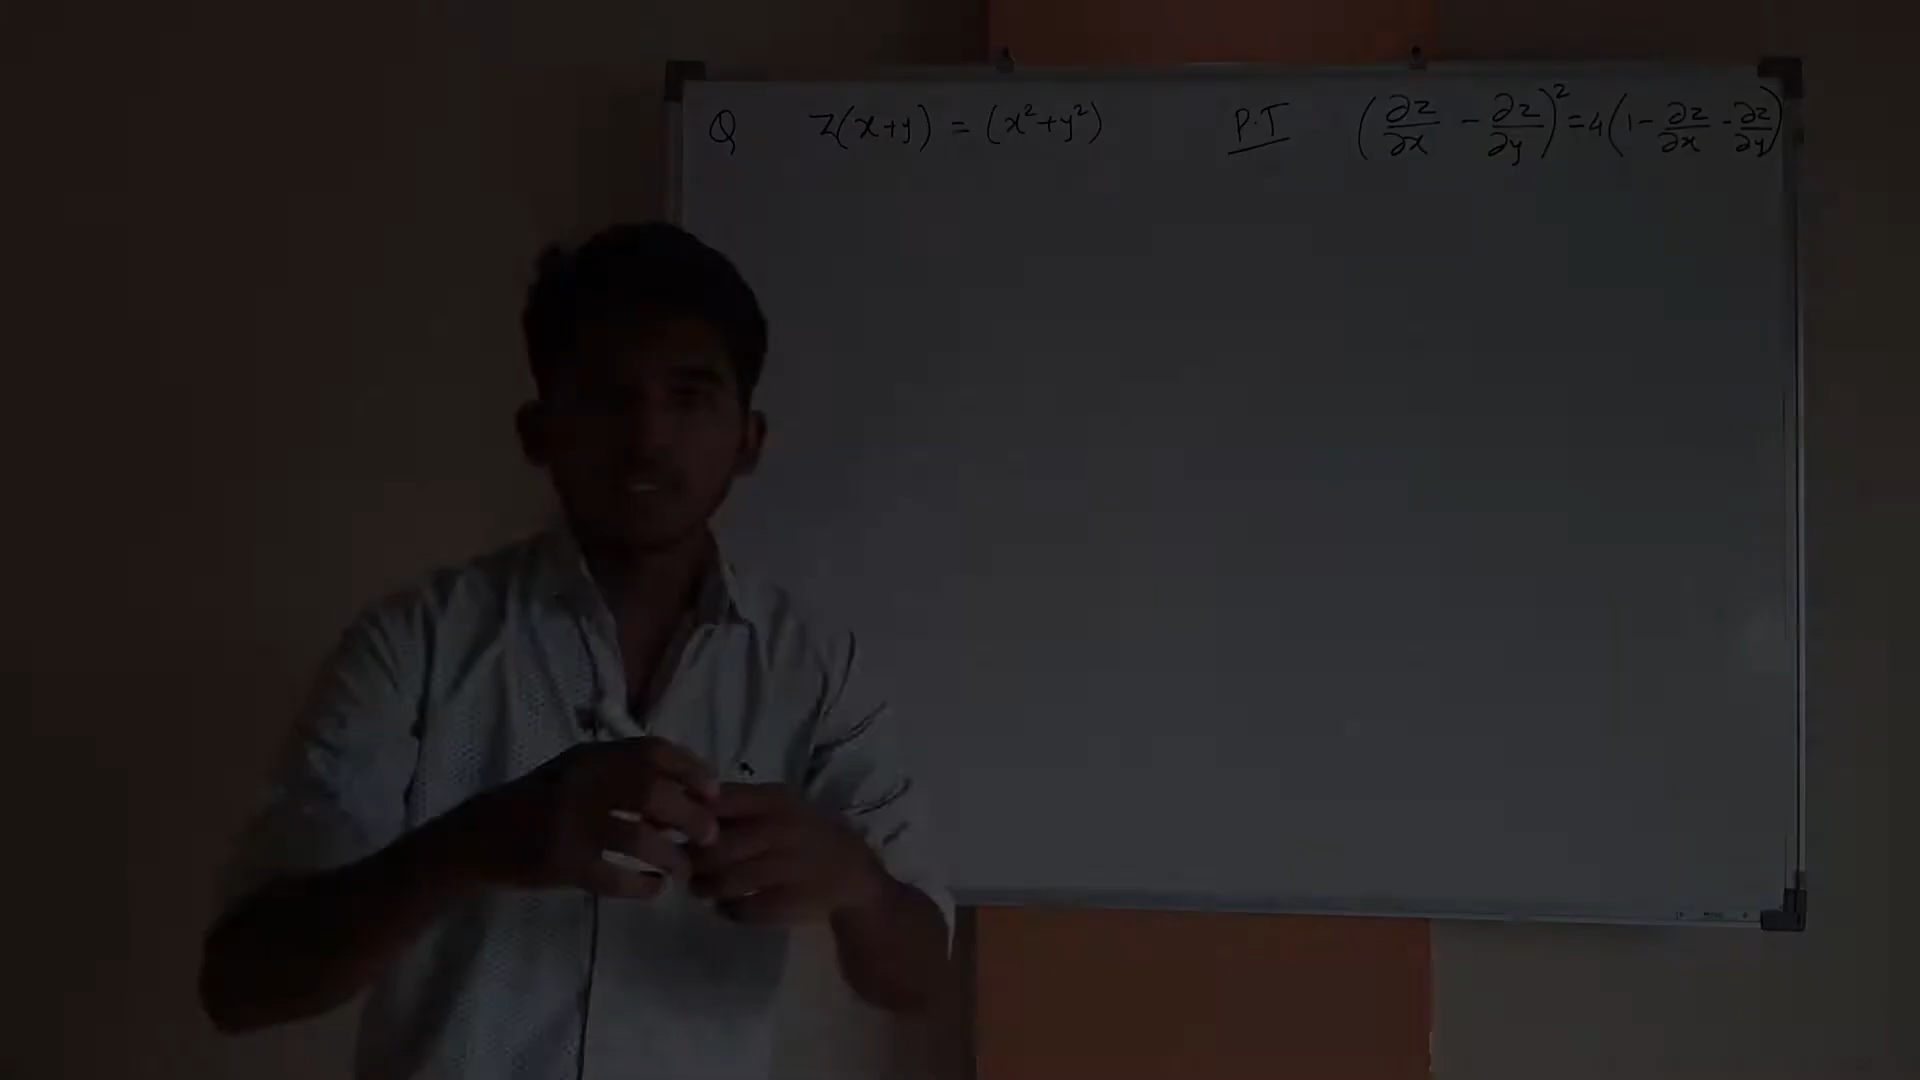 Q z(x+y) = (x²+y²) P.T (∂z/∂x - ∂z/∂y)² = 4(1 - ∂z/∂x - ∂z/∂y)